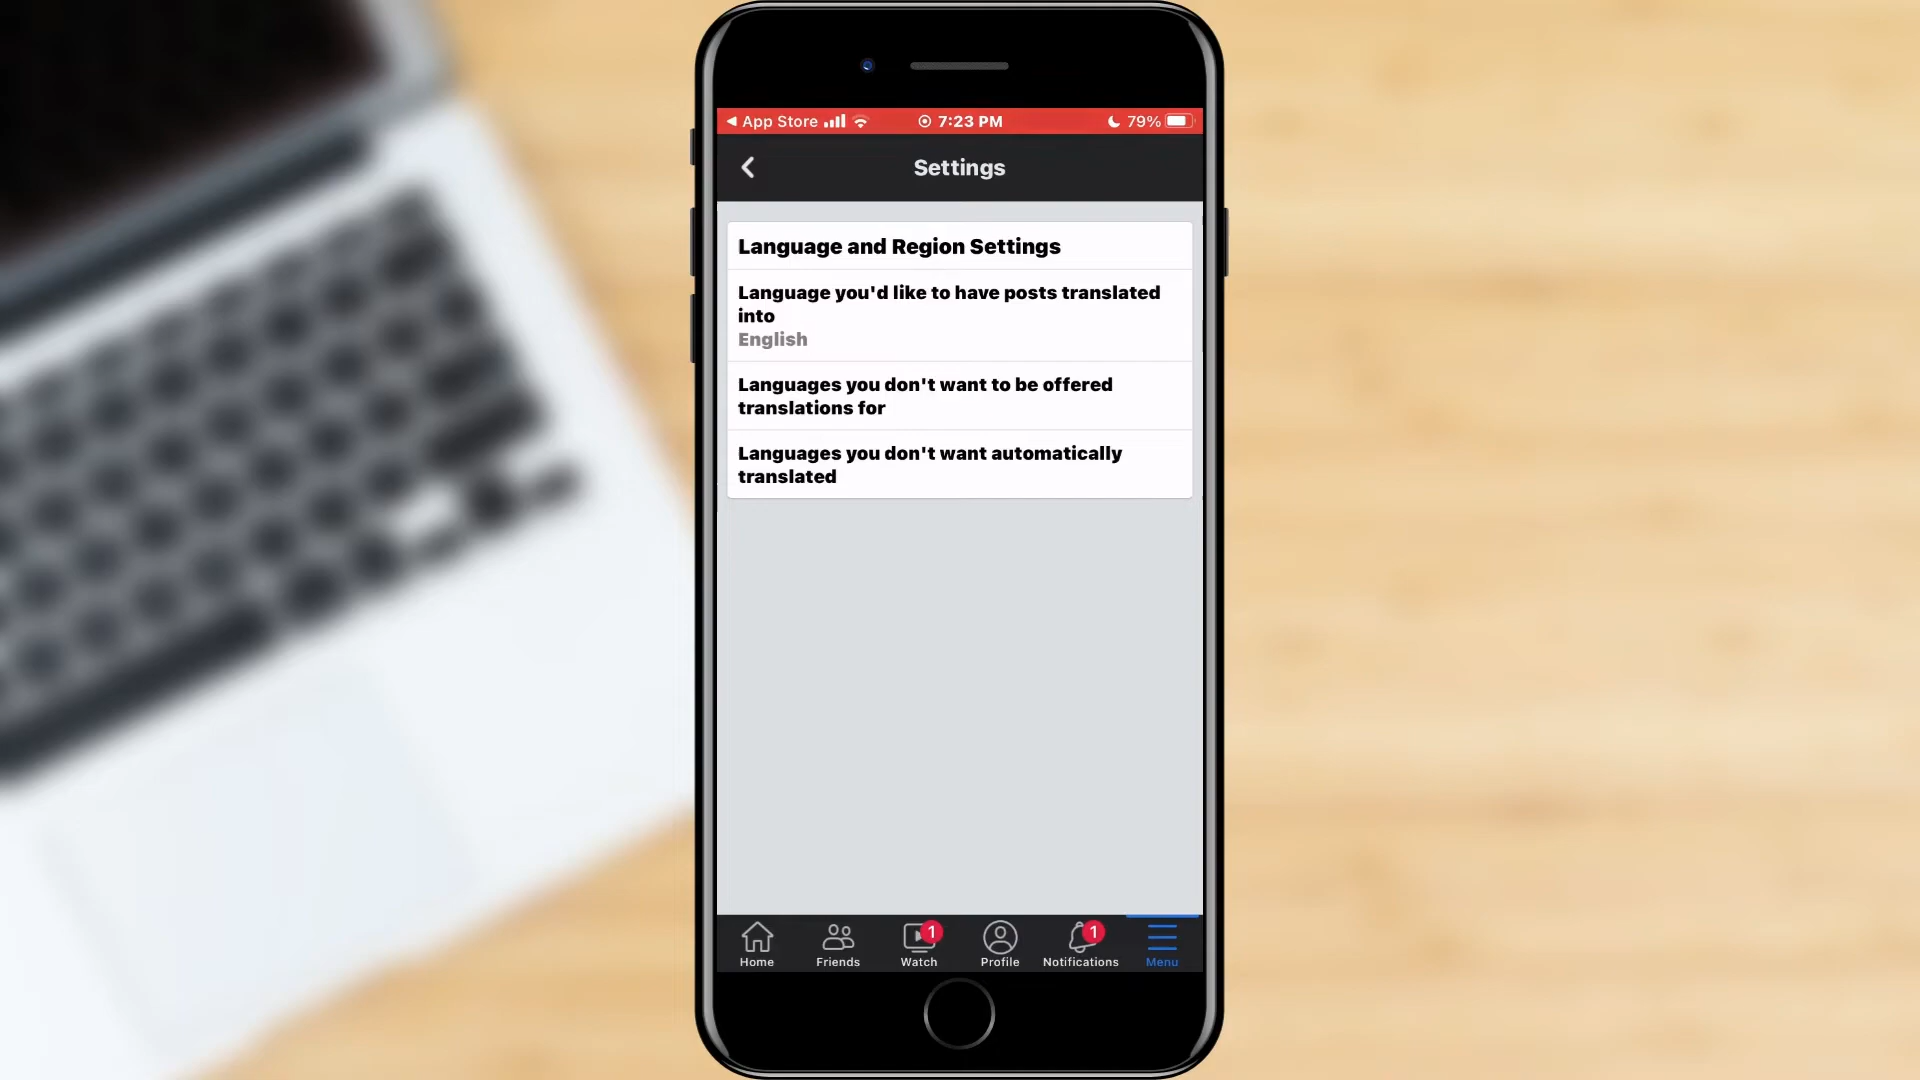 App Store 7:23 PM 79%
Settings
Language and Region Settings
Language you'd like to have posts translated
into
English
Languages you don't want to be offered
translations for
Languages you don't want automatically
translated
1 1
Home Friends Watch Profile Notifications Menu